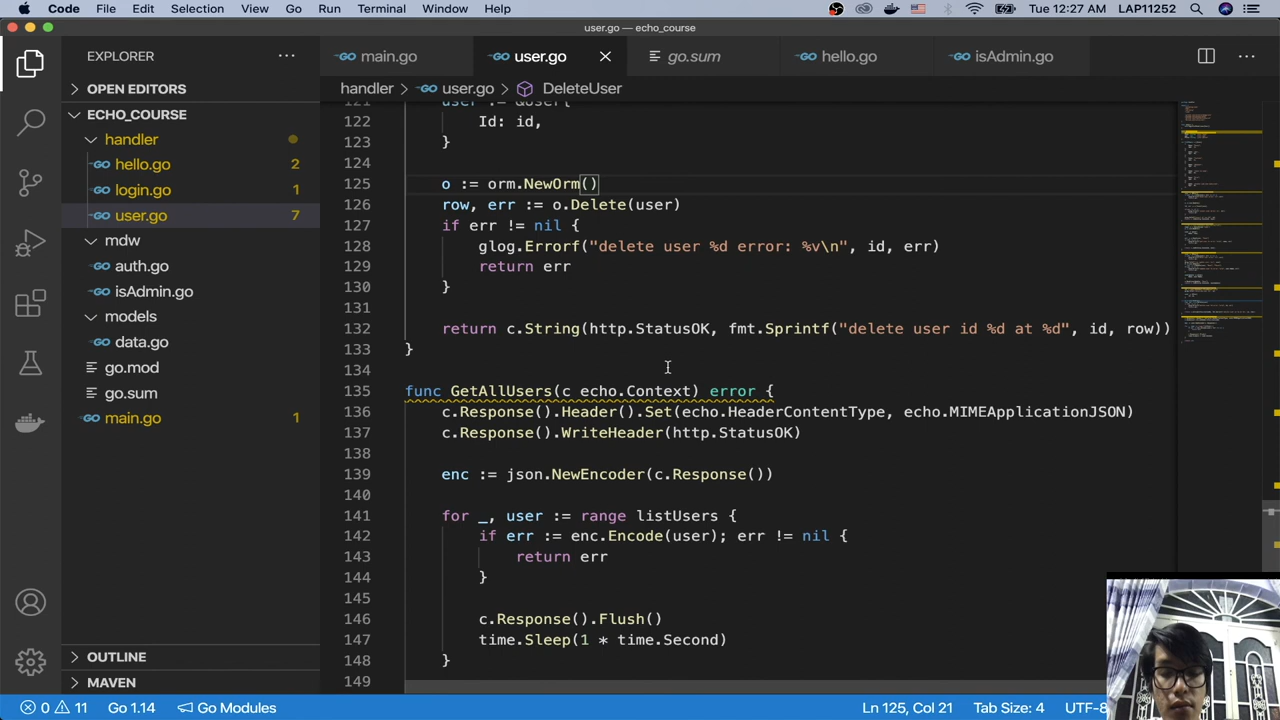 Code File Edit Selection View Go Run Terminal Window Help Tue 12:27 AM LAP11252
user.go — echo_course
EXPLORER
main.go user.go go.sum hello.go isAdmin.go
handler user.go DeleteUser
OPEN EDITORS
ECHO_COURSE
handler
hello.go 2
login.go 1
user.go 7
mdw
auth.go
isAdmin.go
models
data.go
go.mod
go.sum
main.go 1
OUTLINE
MAVEN
121 user := &User{
122 Id: id,
123 }
124
125 o := orm.NewOrm()
126 row, err := o.Delete(user)
127 if err != nil {
128 glog.Errorf("delete user %d error: %v\n", id, err)
129 return err
130 }
131
132 return c.String(http.StatusOK, fmt.Sprintf("delete user id %d at %d", id, row))
133 }
134
135 func GetAllUsers(c echo.Context) error {
136 c.Response().Header().Set(echo.HeaderContentType, echo.MIMEApplicationJSON)
137 c.Response().WriteHeader(http.StatusOK)
138
139 enc := json.NewEncoder(c.Response())
140
141 for _, user := range listUsers {
142 if err := enc.Encode(user); err != nil {
143 return err
144 }
145
146 c.Response().Flush()
147 time.Sleep(1 * time.Second)
148 }
149
0 11 Go 1.14 Go Modules Ln 125, Col 21 Tab Size: 4 UTF-8